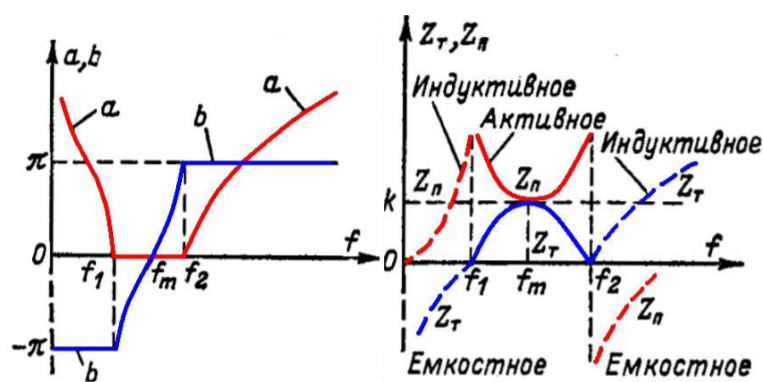 a, b
a
a
b
π
0
f₁
fₘ
f₂
f
-π
b
Zт, Zп
Индуктивное
Активное
Индуктивное
Zп
Zп
Zт
k
Zт
0
f₁
fₘ
f₂
f
Zт
Zп
Емкостное
Емкостное